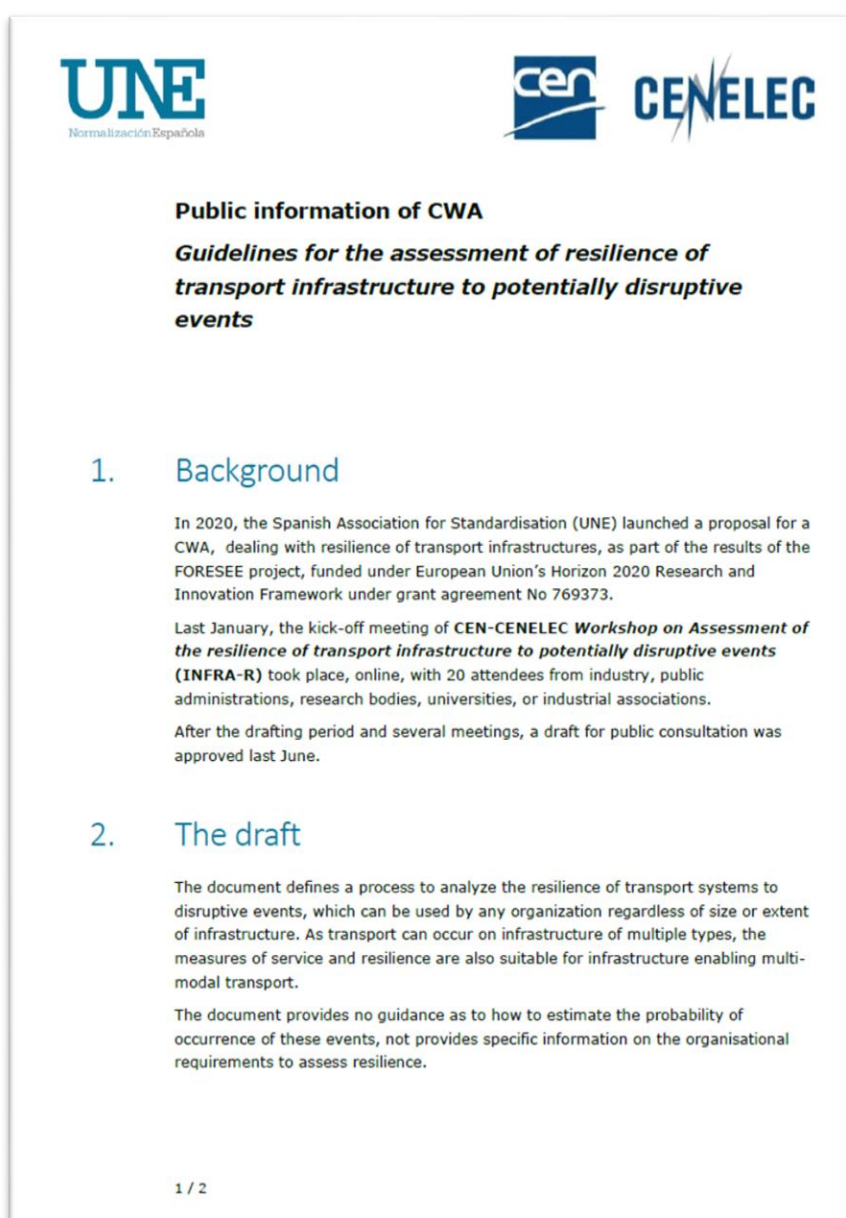 UNE
Normalización Española
cen
CENELEC
Public information of CWA
Guidelines for the assessment of resilience of
transport infrastructure to potentially disruptive
events
1. Background
In 2020, the Spanish Association for Standardisation (UNE) launched a proposal for a
CWA, dealing with resilience of transport infrastructures, as part of the results of the
FORESEE project, funded under European Union's Horizon 2020 Research and
Innovation Framework under grant agreement No 769373.
Last January, the kick-off meeting of CEN-CENELEC Workshop on Assessment of
the resilience of transport infrastructure to potentially disruptive events
(INFRA-R) took place, online, with 20 attendees from industry, public
administrations, research bodies, universities, or industrial associations.
After the drafting period and several meetings, a draft for public consultation was
approved last June.
2. The draft
The document defines a process to analyze the resilience of transport systems to
disruptive events, which can be used by any organization regardless of size or extent
of infrastructure. As transport can occur on infrastructure of multiple types, the
measures of service and resilience are also suitable for infrastructure enabling multi-
modal transport.
The document provides no guidance as to how to estimate the probability of
occurrence of these events, not provides specific information on the organisational
requirements to assess resilience.
1 / 2